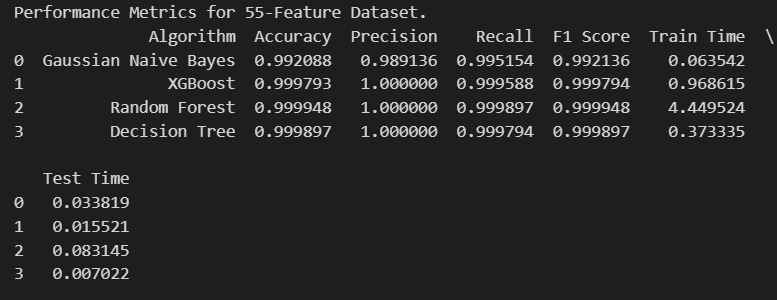 Performance Metrics for 55-Feature Dataset.
Algorithm Accuracy Precision Recall F1 Score Train Time \
0 Gaussian Naive Bayes 0.992088 0.989136 0.995154 0.992136 0.063542
1 XGBoost 0.999793 1.000000 0.999588 0.999794 0.968615
2 Random Forest 0.999948 1.000000 0.999897 0.999948 4.449524
3 Decision Tree 0.999897 1.000000 0.999794 0.999897 0.373335
Test Time
0 0.033819
1 0.015521
2 0.083145
3 0.007022